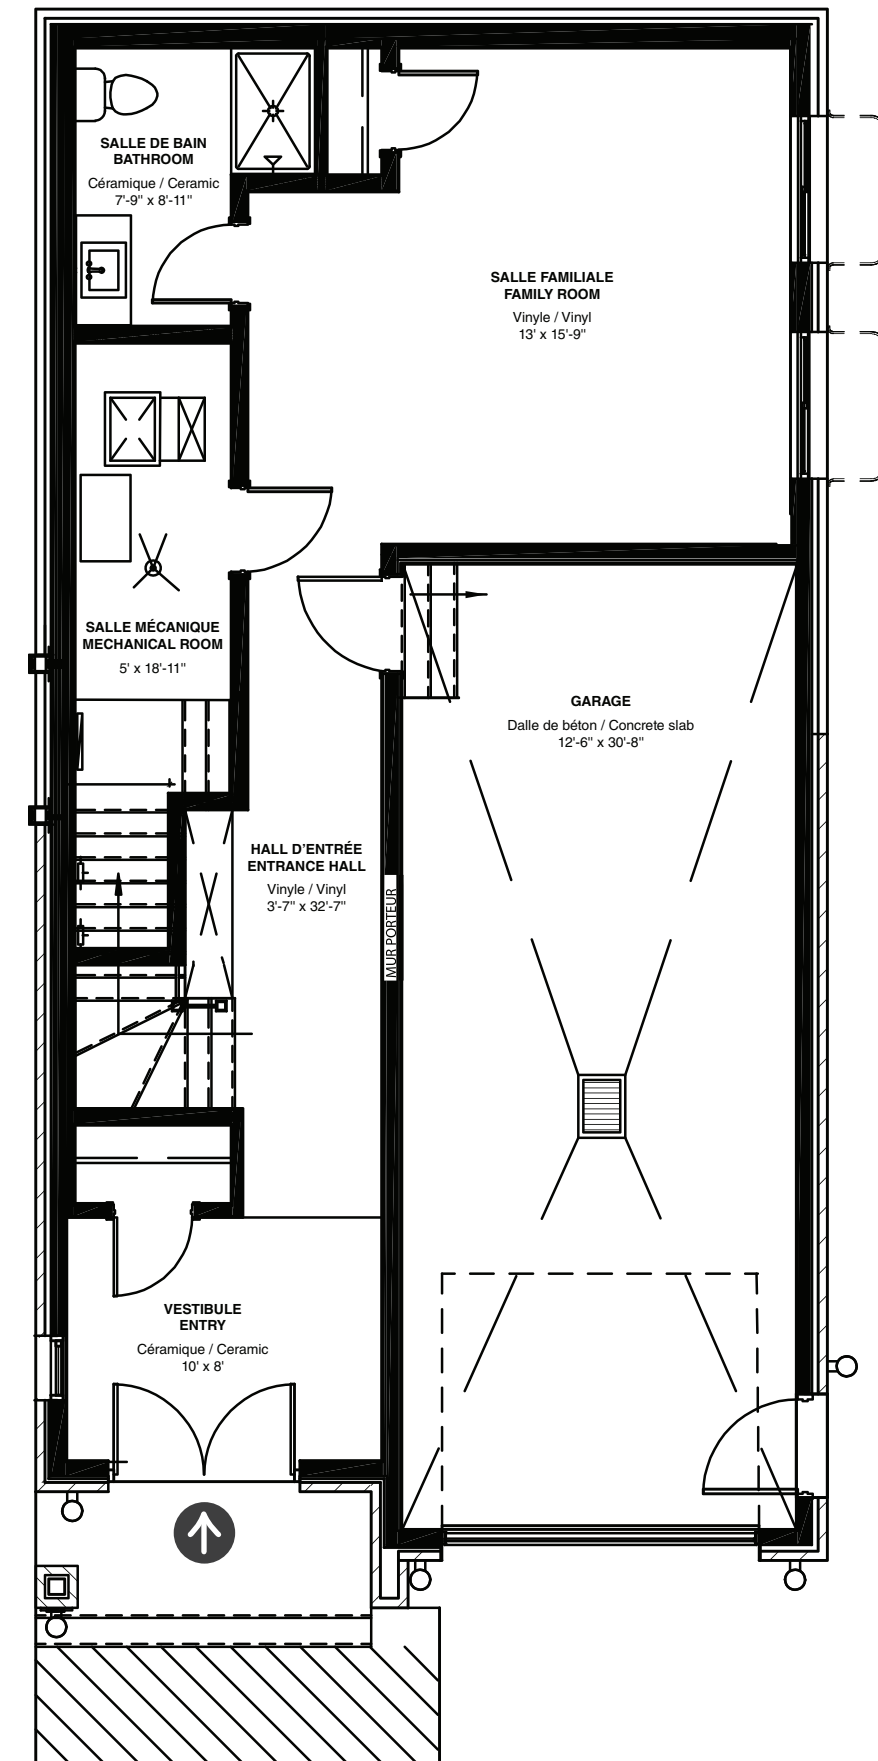 SALLE DE BAIN
BATHROOM
Céramique / Ceramic
7'-9" x 8'-11"
SALLE FAMILIALE
FAMILY ROOM
Vinyle / Vinyl
13' x 15'-9"
SALLE MÉCANIQUE
MECHANICAL ROOM
5' x 18'-11"
GARAGE
Dalle de béton / Concrete slab
12'-6" x 30'-8"
HALL D'ENTRÉE
ENTRANCE HALL
Vinyle / Vinyl
3'-7" x 32'-7"
MUR PORTEUR
VESTIBULE
ENTRY
Céramique / Ceramic
10' x 8'